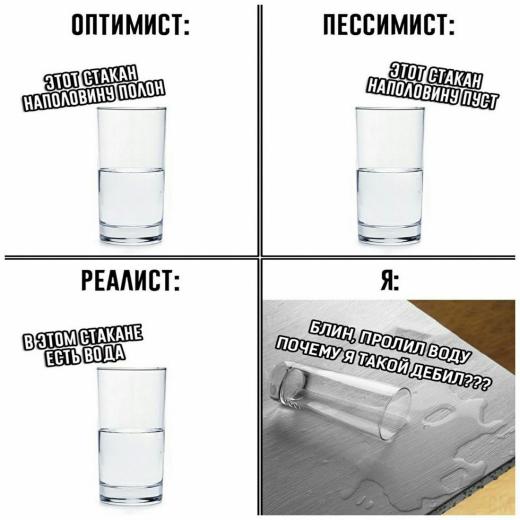 ОПТИМИСТ:
ЭТОТ СТАКАН
НАПОЛОВИНУ ПОЛОН
ПЕССИМИСТ:
ЭТОТ СТАКАН
НАПОЛОВИНУ ПУСТ
РЕАЛИСТ:
В ЭТОМ СТАКАНЕ
ЕСТЬ ВОДА
Я:
БЛИН, ПРОЛИЛ ВОДУ
ПОЧЕМУ Я ТАКОЙ ДЕБИЛ???